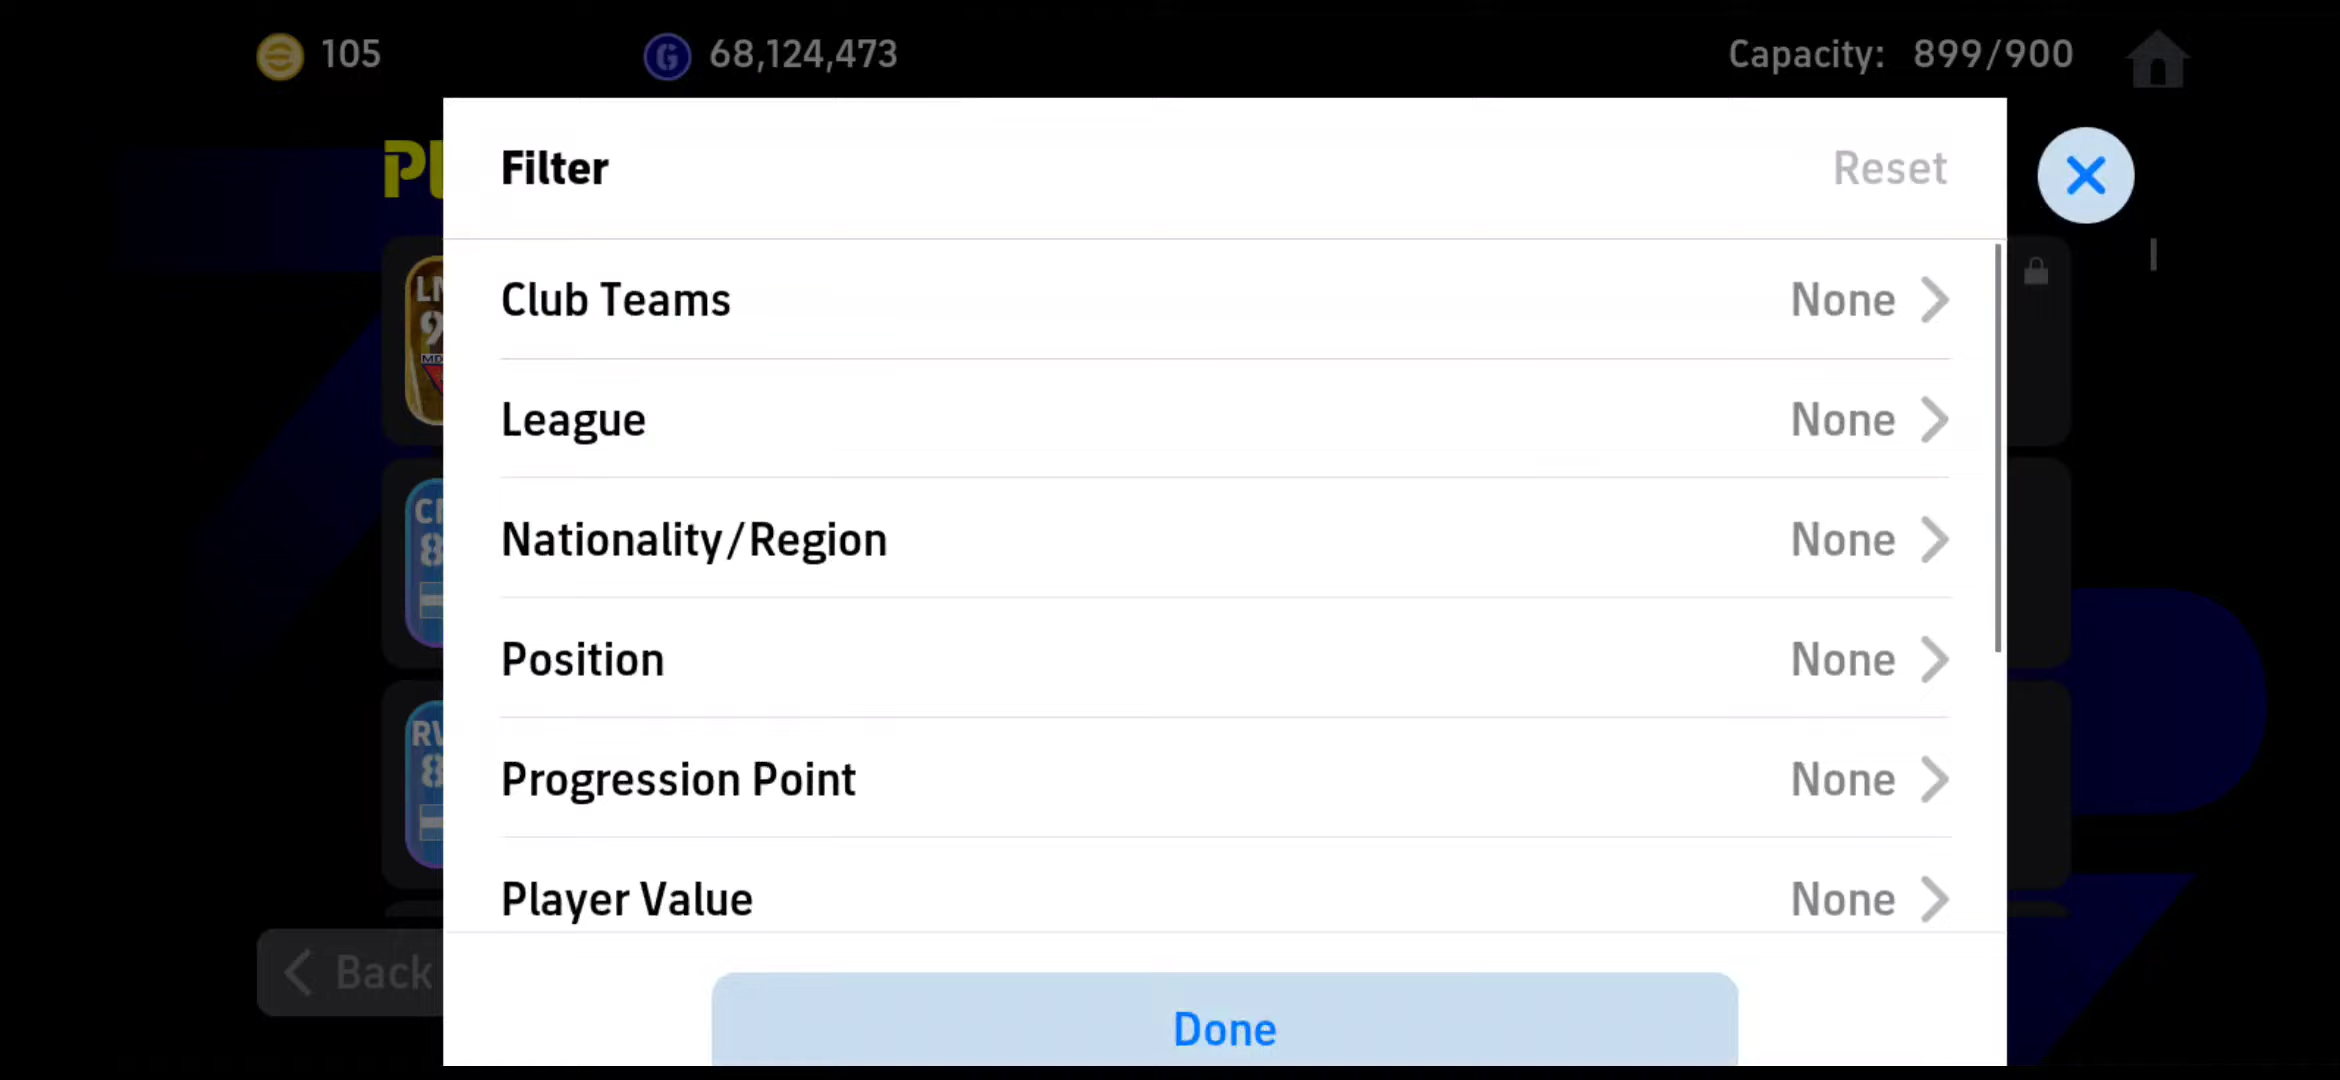 105
68,124,473
Capacity: 899/900
Filter
Reset
Club Teams
None
League
None
Nationality/Region
None
Position
None
Progression Point
None
Player Value
None
Back
Done